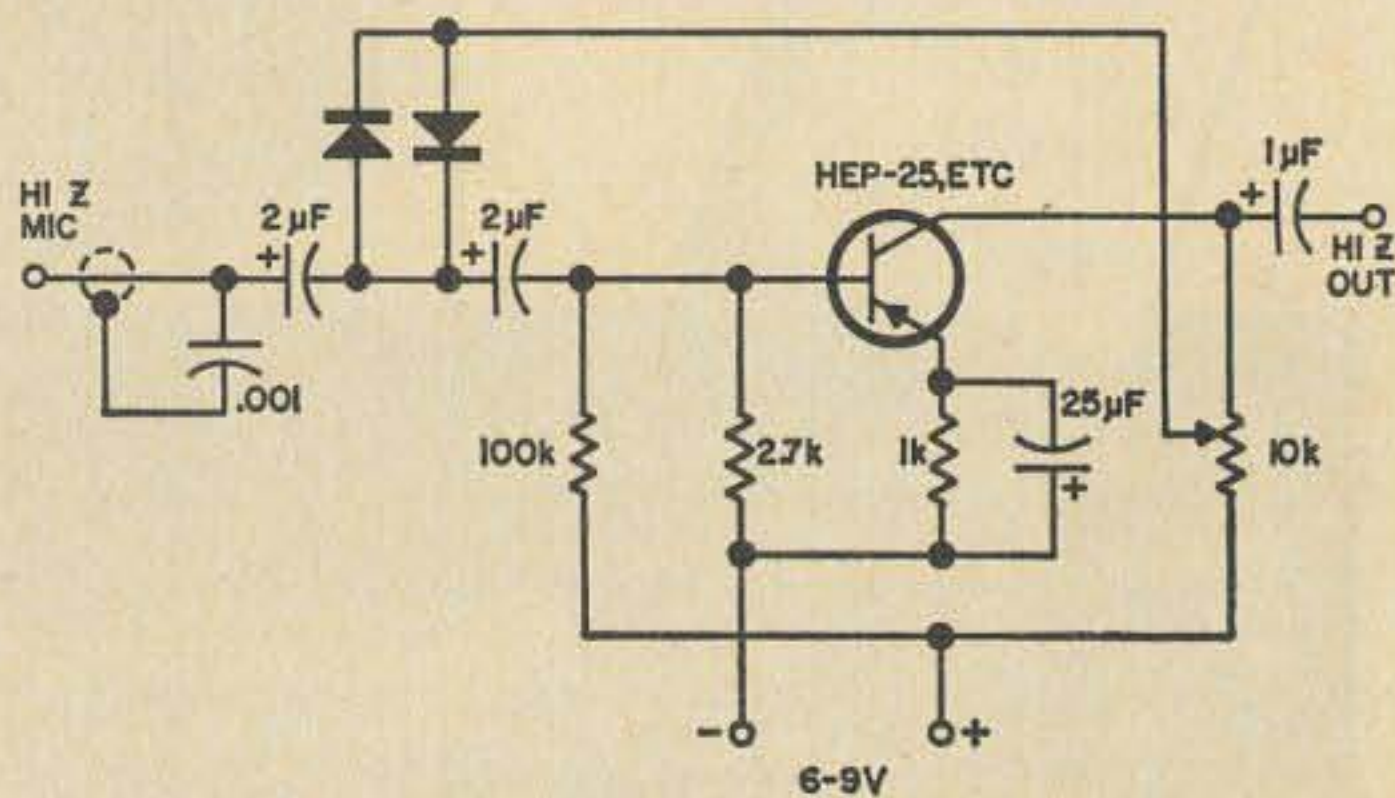 HI Z
MIC
2 µF
+
2 µF
+
HEP-25,ETC
1 µF
+
HI Z
OUT
.001
100k
2.7k
1k
25µF
+
10k
-
+
6-9V